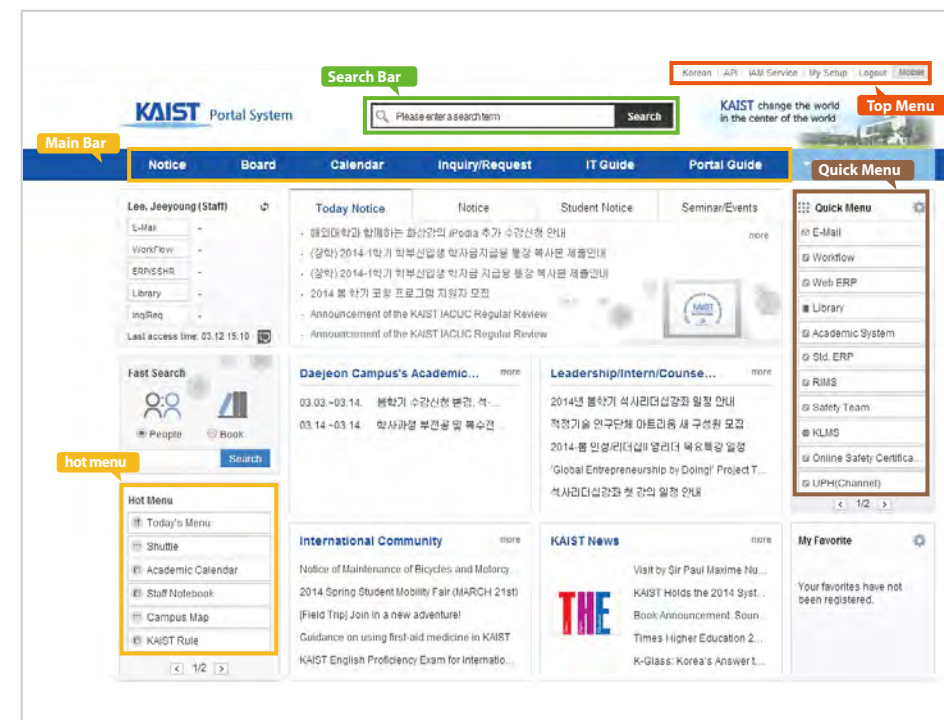 Korean API IAM Service My Setup Logout Mobile
Top Menu
Search Bar
KAIST Portal System
Please enter a search term
Search
KAIST change the world
in the center of the world
Main Bar
Notice Board Calendar Inquiry/Request IT Guide Portal Guide
Quick Menu
Lee, Jeeyoung (Staff)
E-Mail -
WorkFlow -
ERP/SSHR -
Library -
Inq/Req -
Last access time: 03.12 15:10
Today Notice Notice Student Notice Seminar/Events
more
· 해외대학과 함께하는 화상강의 iPodia 추가 수강신청 안내
· (장학) 2014-1학기 학부신입생 학자금지급용 통장 복사본 제출안내
· (장학) 2014-1학기 학부신입생 학자금 지급용 통장 복사본 제출안내
· 2014 봄 학기 코칭 프로그램 지원자 모집
· Announcement of the KAIST IACUC Regular Review
· Announcement of the KAIST IACUC Regular Review
KAIST
Quick Menu
E-Mail
Workflow
Web ERP
Library
Academic System
Std. ERP
RIMS
Safety Team
KLMS
Online Safety Certifica...
UPH(Channel)
< 1/2 >
Fast Search
People Book
Search
Daejeon Campus's Academic... more
03.03.~03.14. 봄학기 수강신청 변경, 석·...
03.14.~03.14. 학사과정 부전공 및 복수전...
Leadership/Intern/Counse... more
2014년 봄학기 석사리더십강좌 일정 안내
적정기술 연구단체 아트리움 새 구성원 모집
2014-봄 인성/리더십II 영리더 목요특강 일정
'Global Entrepreneurship by Doing!' Project T...
석사리더십강좌 첫 강의 일정 안내
hot menu
Hot Menu
Today's Menu
Shuttle
Academic Calendar
Staff Notebook
Campus Map
KAIST Rule
< 1/2 >
International Community more
Notice of Maintenance of Bicycles and Motorcy...
2014 Spring Student Mobility Fair (MARCH 21st)
[Field Trip] Join in a new adventure!
Guidance on using first-aid medicine in KAIST
KAIST English Proficiency Exam for Internatio...
KAIST News more
THE
Visit by Sir Paul Maxime Nu...
KAIST Holds the 2014 Syst...
Book Announcement: Soun...
Times Higher Education 2...
K-Glass: Korea's Answer t...
My Favorite
Your favorites have not
been registered.